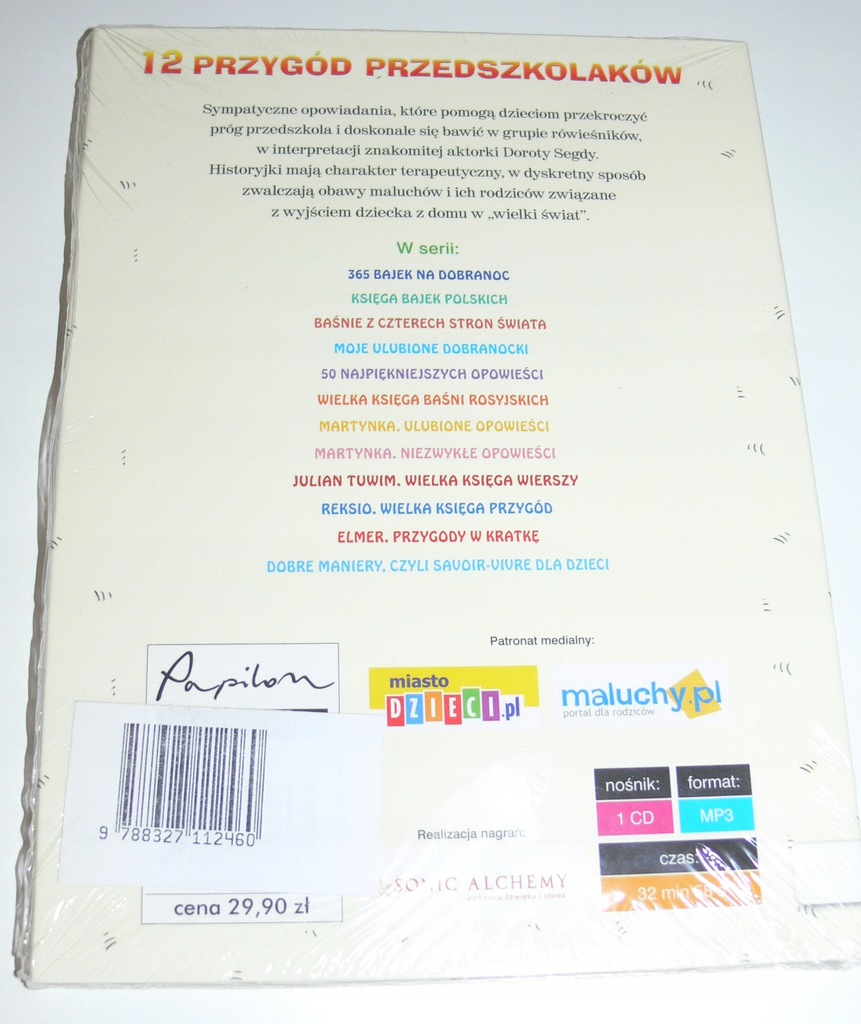 12 PRZYGÓD PRZEDSZKOLAKÓW
Sympatyczne opowiadania, które pomogą dzieciom przekroczyć
próg przedszkola i doskonale się bawić w grupie rówieśników,
w interpretacji znakomitej aktorki Doroty Segdy.
Historyjki mają charakter terapeutyczny, w dyskretny sposób
zwalczają obawy maluchów i ich rodziców związane
z wyjściem dziecka z domu w „wielki świat”.
W serii:
365 BAJEK NA DOBRANOC
KSIĘGA BAJEK POLSKICH
BAŚNIE Z CZTERECH STRON ŚWIATA
MOJE ULUBIONE DOBRANOCKI
50 NAJPIĘKNIEJSZYCH OPOWIEŚCI
WIELKA KSIĘGA BAŚNI ROSYJSKICH
MARTYNKA. ULUBIONE OPOWIEŚCI
MARTYNKA. NIEZWYKŁE OPOWIEŚCI
JULIAN TUWIM. WIELKA KSIĘGA WIERSZY
REKSIO. WIELKA KSIĘGA PRZYGÓD
ELMER. PRZYGODY W KRATKĘ
DOBRE MANIERY, CZYLI SAVOIR-VIVRE DLA DZIECI
Patronat medialny:
Papilon
miasto
DZIECI.pl
maluchy.pl
portal dla rodziców
9 788327 112460
cena 29,90 zł
Realizacja nagrań:
SONIC ALCHEMY
alchemia dźwięku i słowa
nośnik: format:
1 CD MP3
czas:
32 min